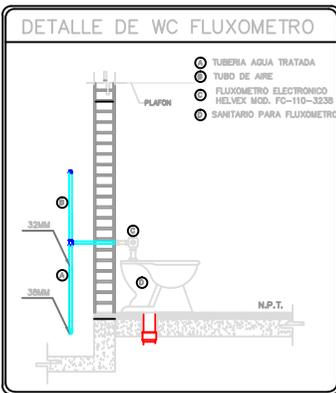 DETALLE DE WC FLUXOMETRO
A TUBERIA AGUA TRATADA
B TUBO DE AIRE
C FLUXOMETRO ELECTRONICO
HELVEX MOD. FC-110-3238
D SANITARIO PARA FLUXOMETRO
PLAFON
B
C
32MM
A
D
38MM
N.P.T.